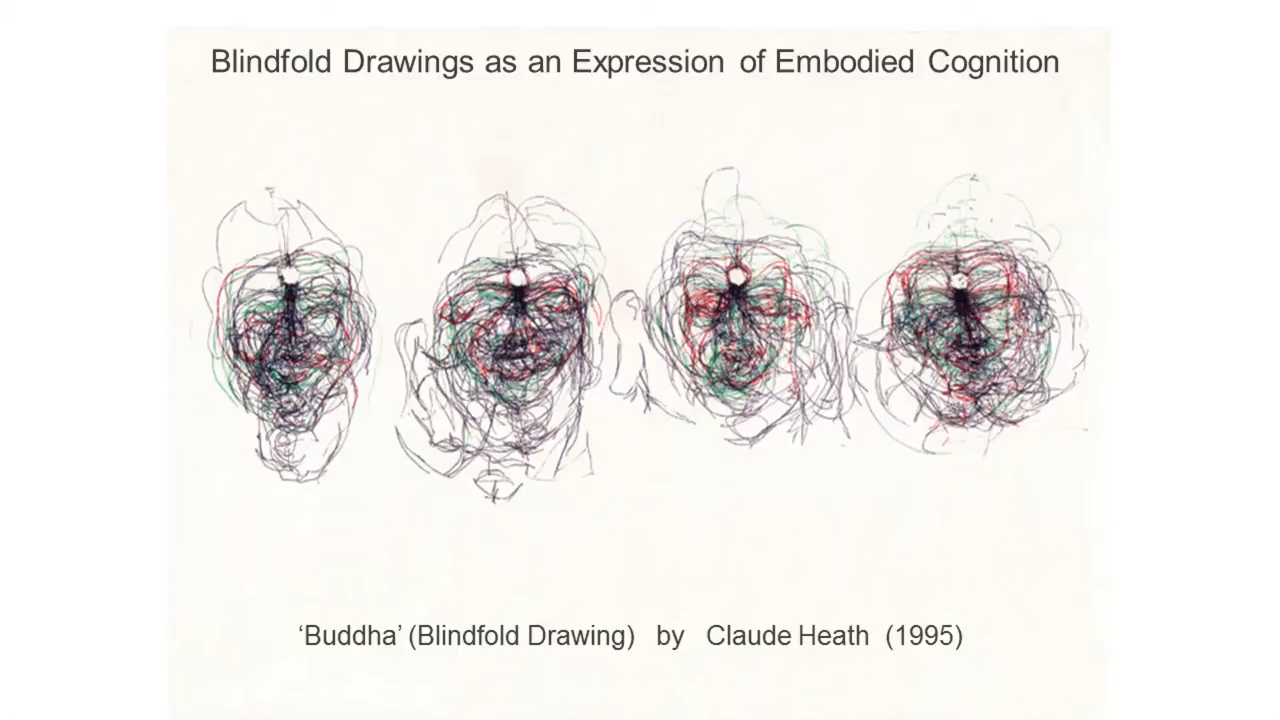 Blindfold Drawings as an Expression of Embodied Cognition
‘Buddha’ (Blindfold Drawing) by Claude Heath (1995)